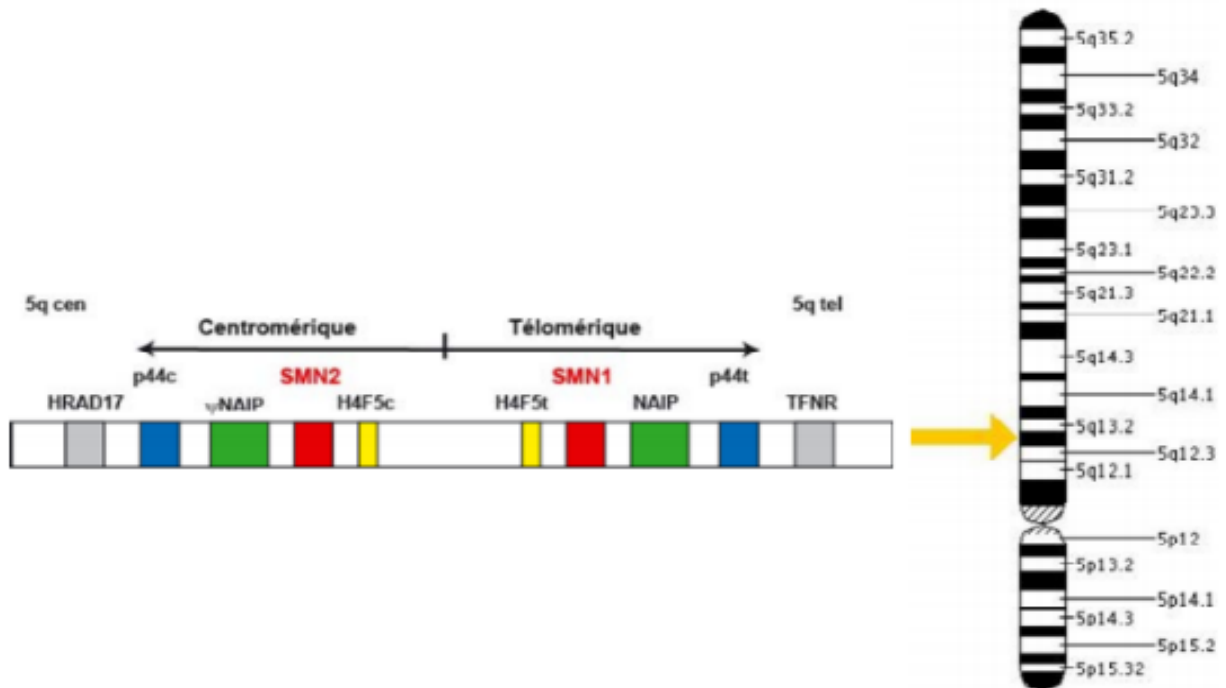 5q cen
5q tel
Centromérique
Télomérique
p44c
SMN2
SMN1
p44t
HRAD17
ψNAIP
H4F5c
H4F5t
NAIP
TFNR
5q35.2
5q34
5q33.2
5q32
5q31.2
5q23.3
5q23.1
5q22.2
5q21.3
5q21.1
5q14.3
5q14.1
5q13.2
5q12.3
5q12.1
5p12
5p13.2
5p14.1
5p14.3
5p15.2
5p15.32